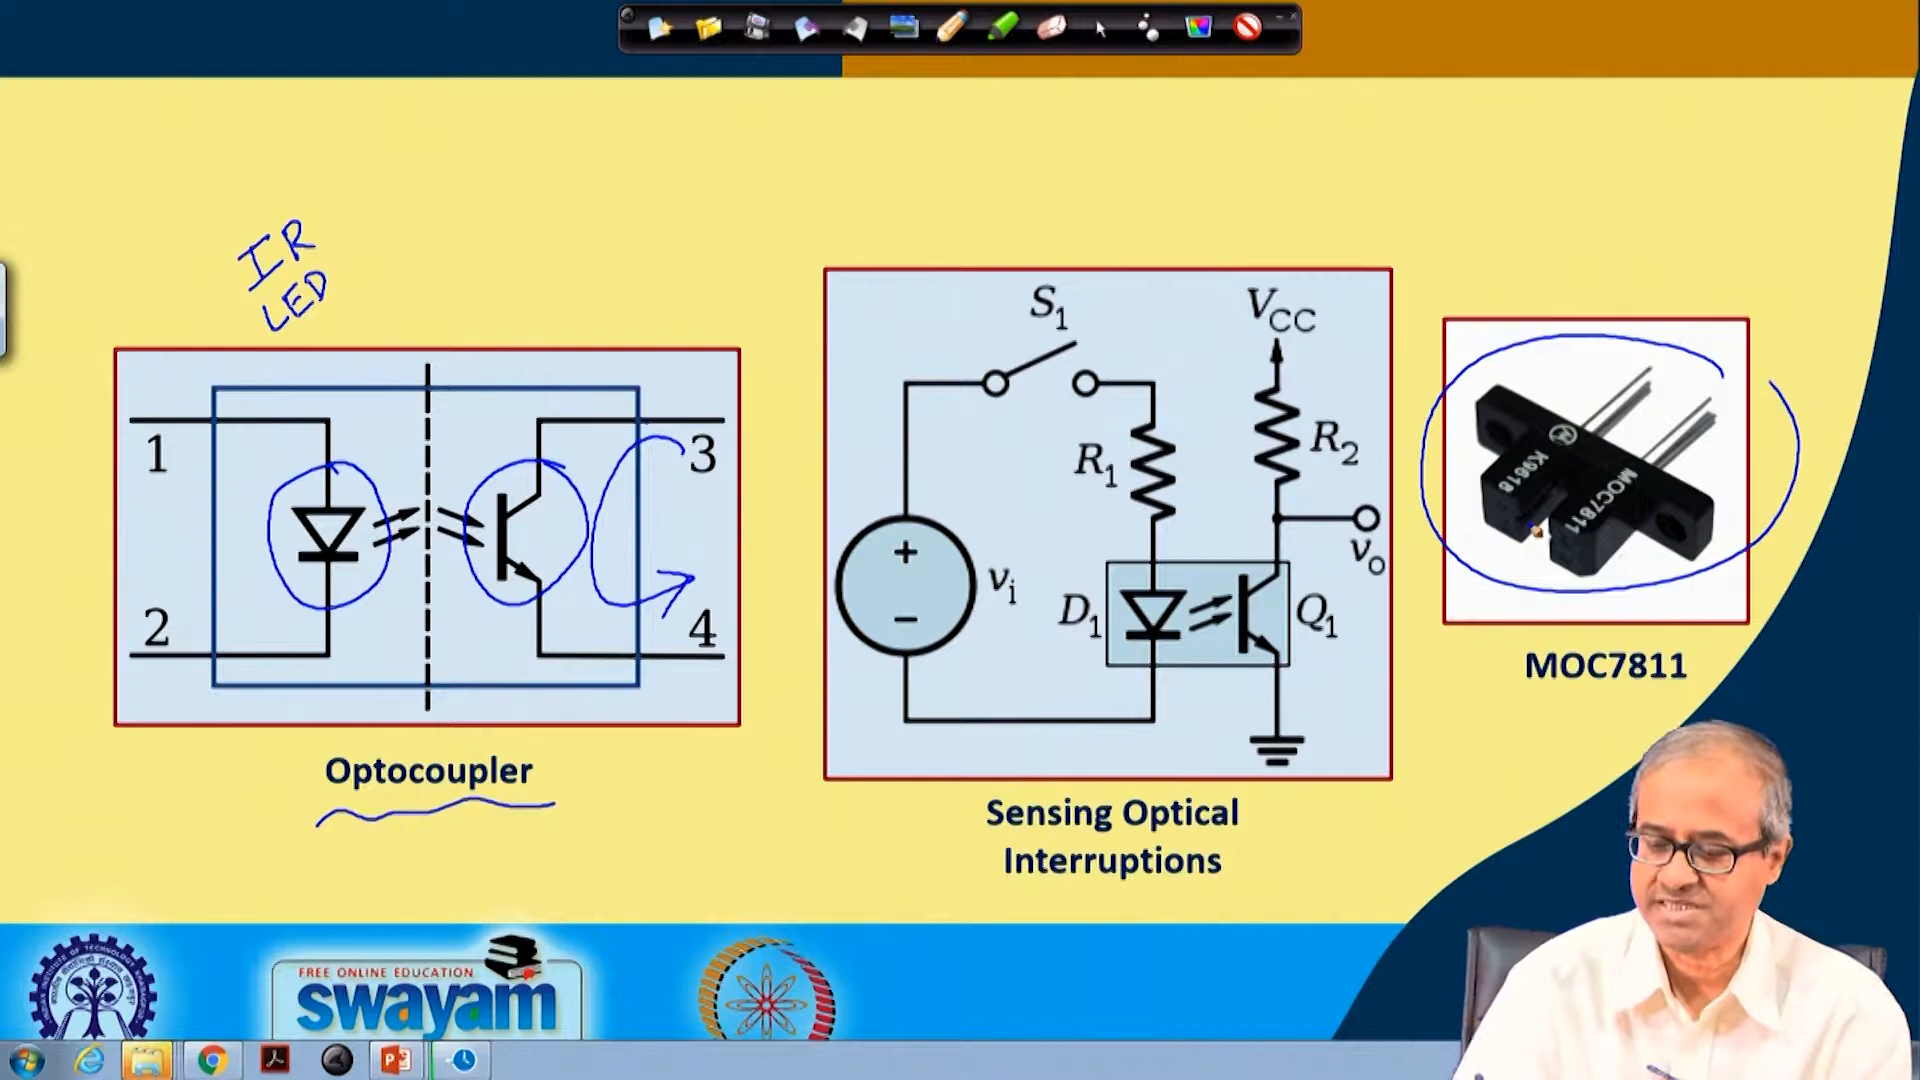 IR
LED
1
2
3
4
Optocoupler
S1
VCC
R1
R2
vi
vo
D1
Q1
Sensing Optical
Interruptions
K9618
MOC7811
MOC7811
FREE ONLINE EDUCATION
swayam